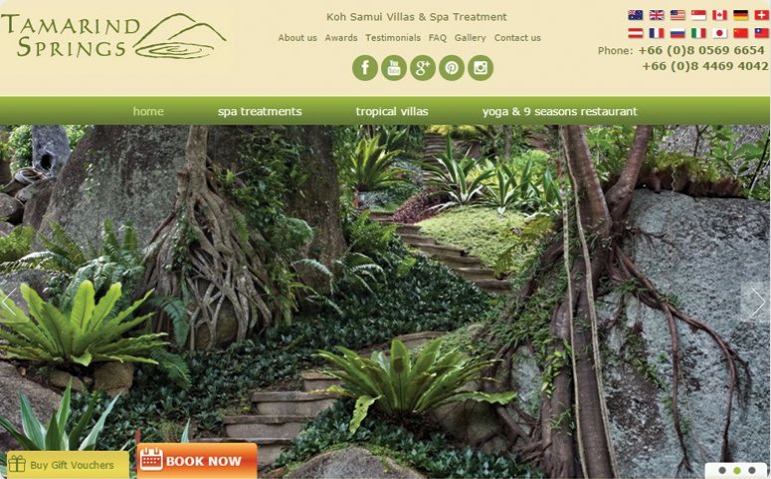 TAMARIND
SPRINGS
Koh Samui Villas & Spa Treatment
About us Awards Testimonials FAQ Gallery Contact us
f You Tube g+
Phone: +66 (0)8 0569 6654
+66 (0)8 4469 4042
home spa treatments tropical villas yoga & 9 seasons restaurant
Buy Gift Vouchers
BOOK NOW